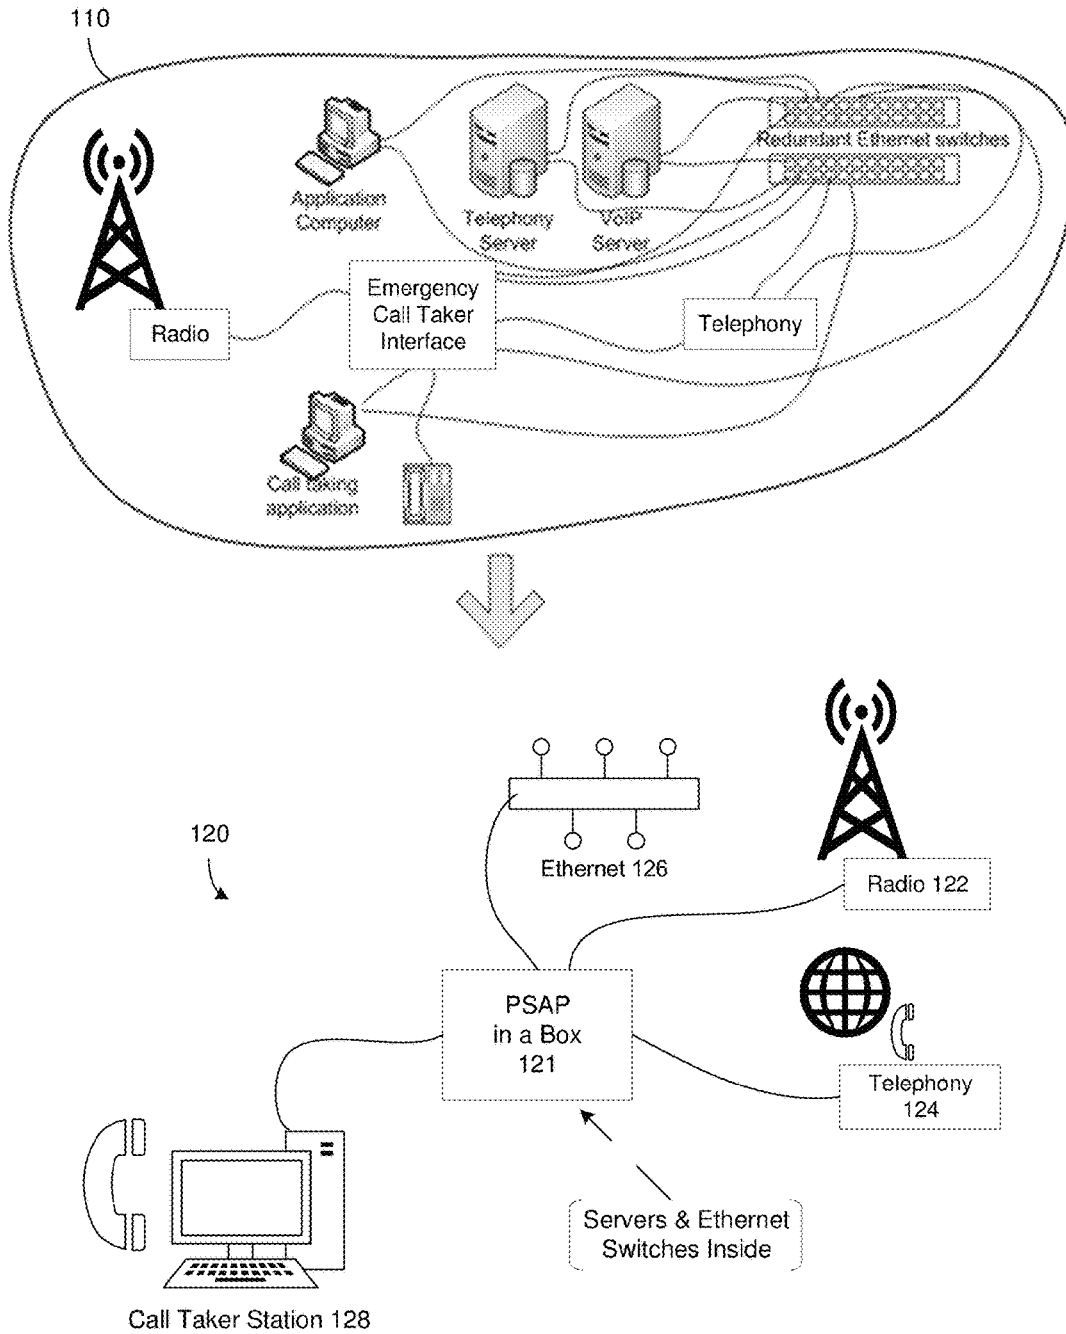 110
Redundant Ethernet switches
Application
Computer
Telephony
Server
VoIP
Server
Emergency
Call Taker
Interface
Radio
Telephony
Call taking
application
120
Ethernet 126
Radio 122
PSAP
in a Box
121
Telephony
124
Servers & Ethernet
Switches Inside
Call Taker Station 128